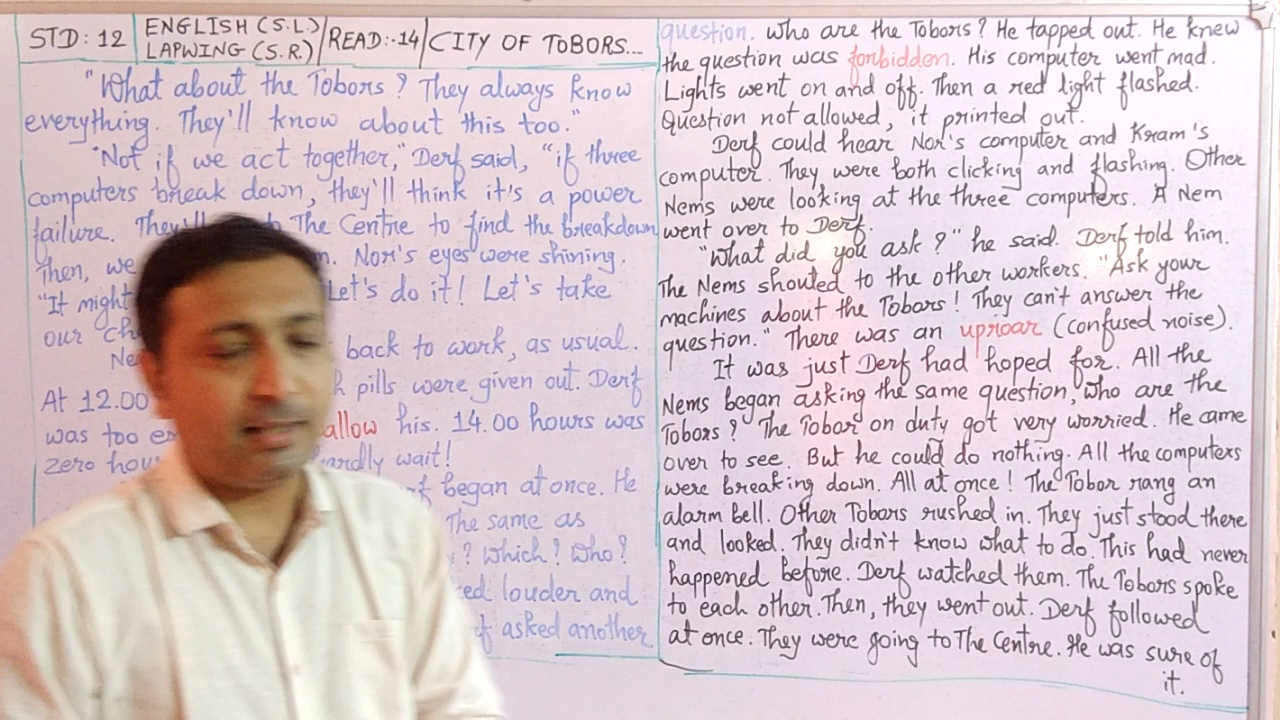 STD: 12
ENGLISH (S.L.)
LAPWING (S.R.)
READ:-14
CITY OF TOBORS...
"What about the Tobors? They always know
everything. They'll know about this too."
"Not if we act together," Derf said, "if three
computers break down, they'll think it's a power
failure. They'll The Centre to find the breakdown
Then, we Nor's eyes were shining.
"It might Let's do it! Let's take
our
back to work, as usual.
At 12.00 pills were given out. Derf
was too his. 14.00 hours was
zero hardly wait!
began at once. He
The same as
? Which? Who?
louder and
asked another
question. Who are the Tobors? He tapped out. He knew
the question was forbidden. His computer went mad.
Lights went on and off. Then a red light flashed.
Question not allowed, it printed out.
Derf could hear Nor's computer and Kram's
computer. They were both clicking and flashing. Other
Nems were looking at the three computers. A Nem
went over to Derf.
"What did you ask?" he said. Derf told him.
The Nems shouted to the other workers. "Ask your
machines about the Tobors! They can't answer the
question." There was an uproar (confused noise).
It was just Derf had hoped for. All the
Nems began asking the same question, Who are the
Tobors? The Tobor on duty got very worried. He came
over to see. But he could do nothing. All the computers
were breaking down. All at once! The Tobor rang an
alarm bell. Other Tobors rushed in. They just stood there
and looked. They didn't know what to do. This had never
happened before. Derf watched them. The Tobors spoke
to each other. Then, they went out. Derf followed
at once. They were going to The Centre. He was sure of
it.